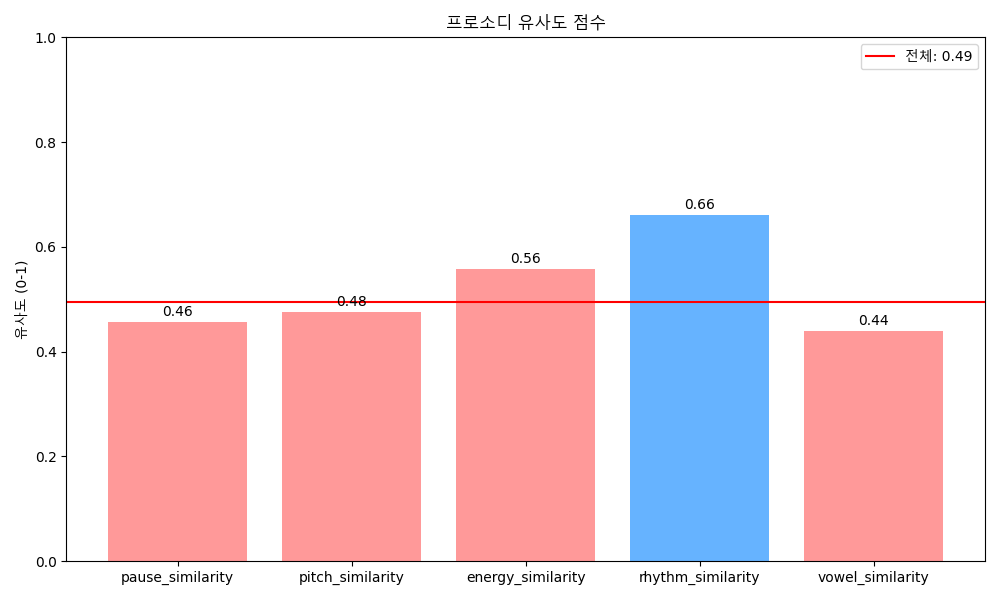 프로소디 유사도 점수
전체: 0.49
유사도 (0-1)
1.0
0.8
0.6
0.4
0.2
0.0
0.46
0.48
0.56
0.66
0.44
pause_similarity
pitch_similarity
energy_similarity
rhythm_similarity
vowel_similarity